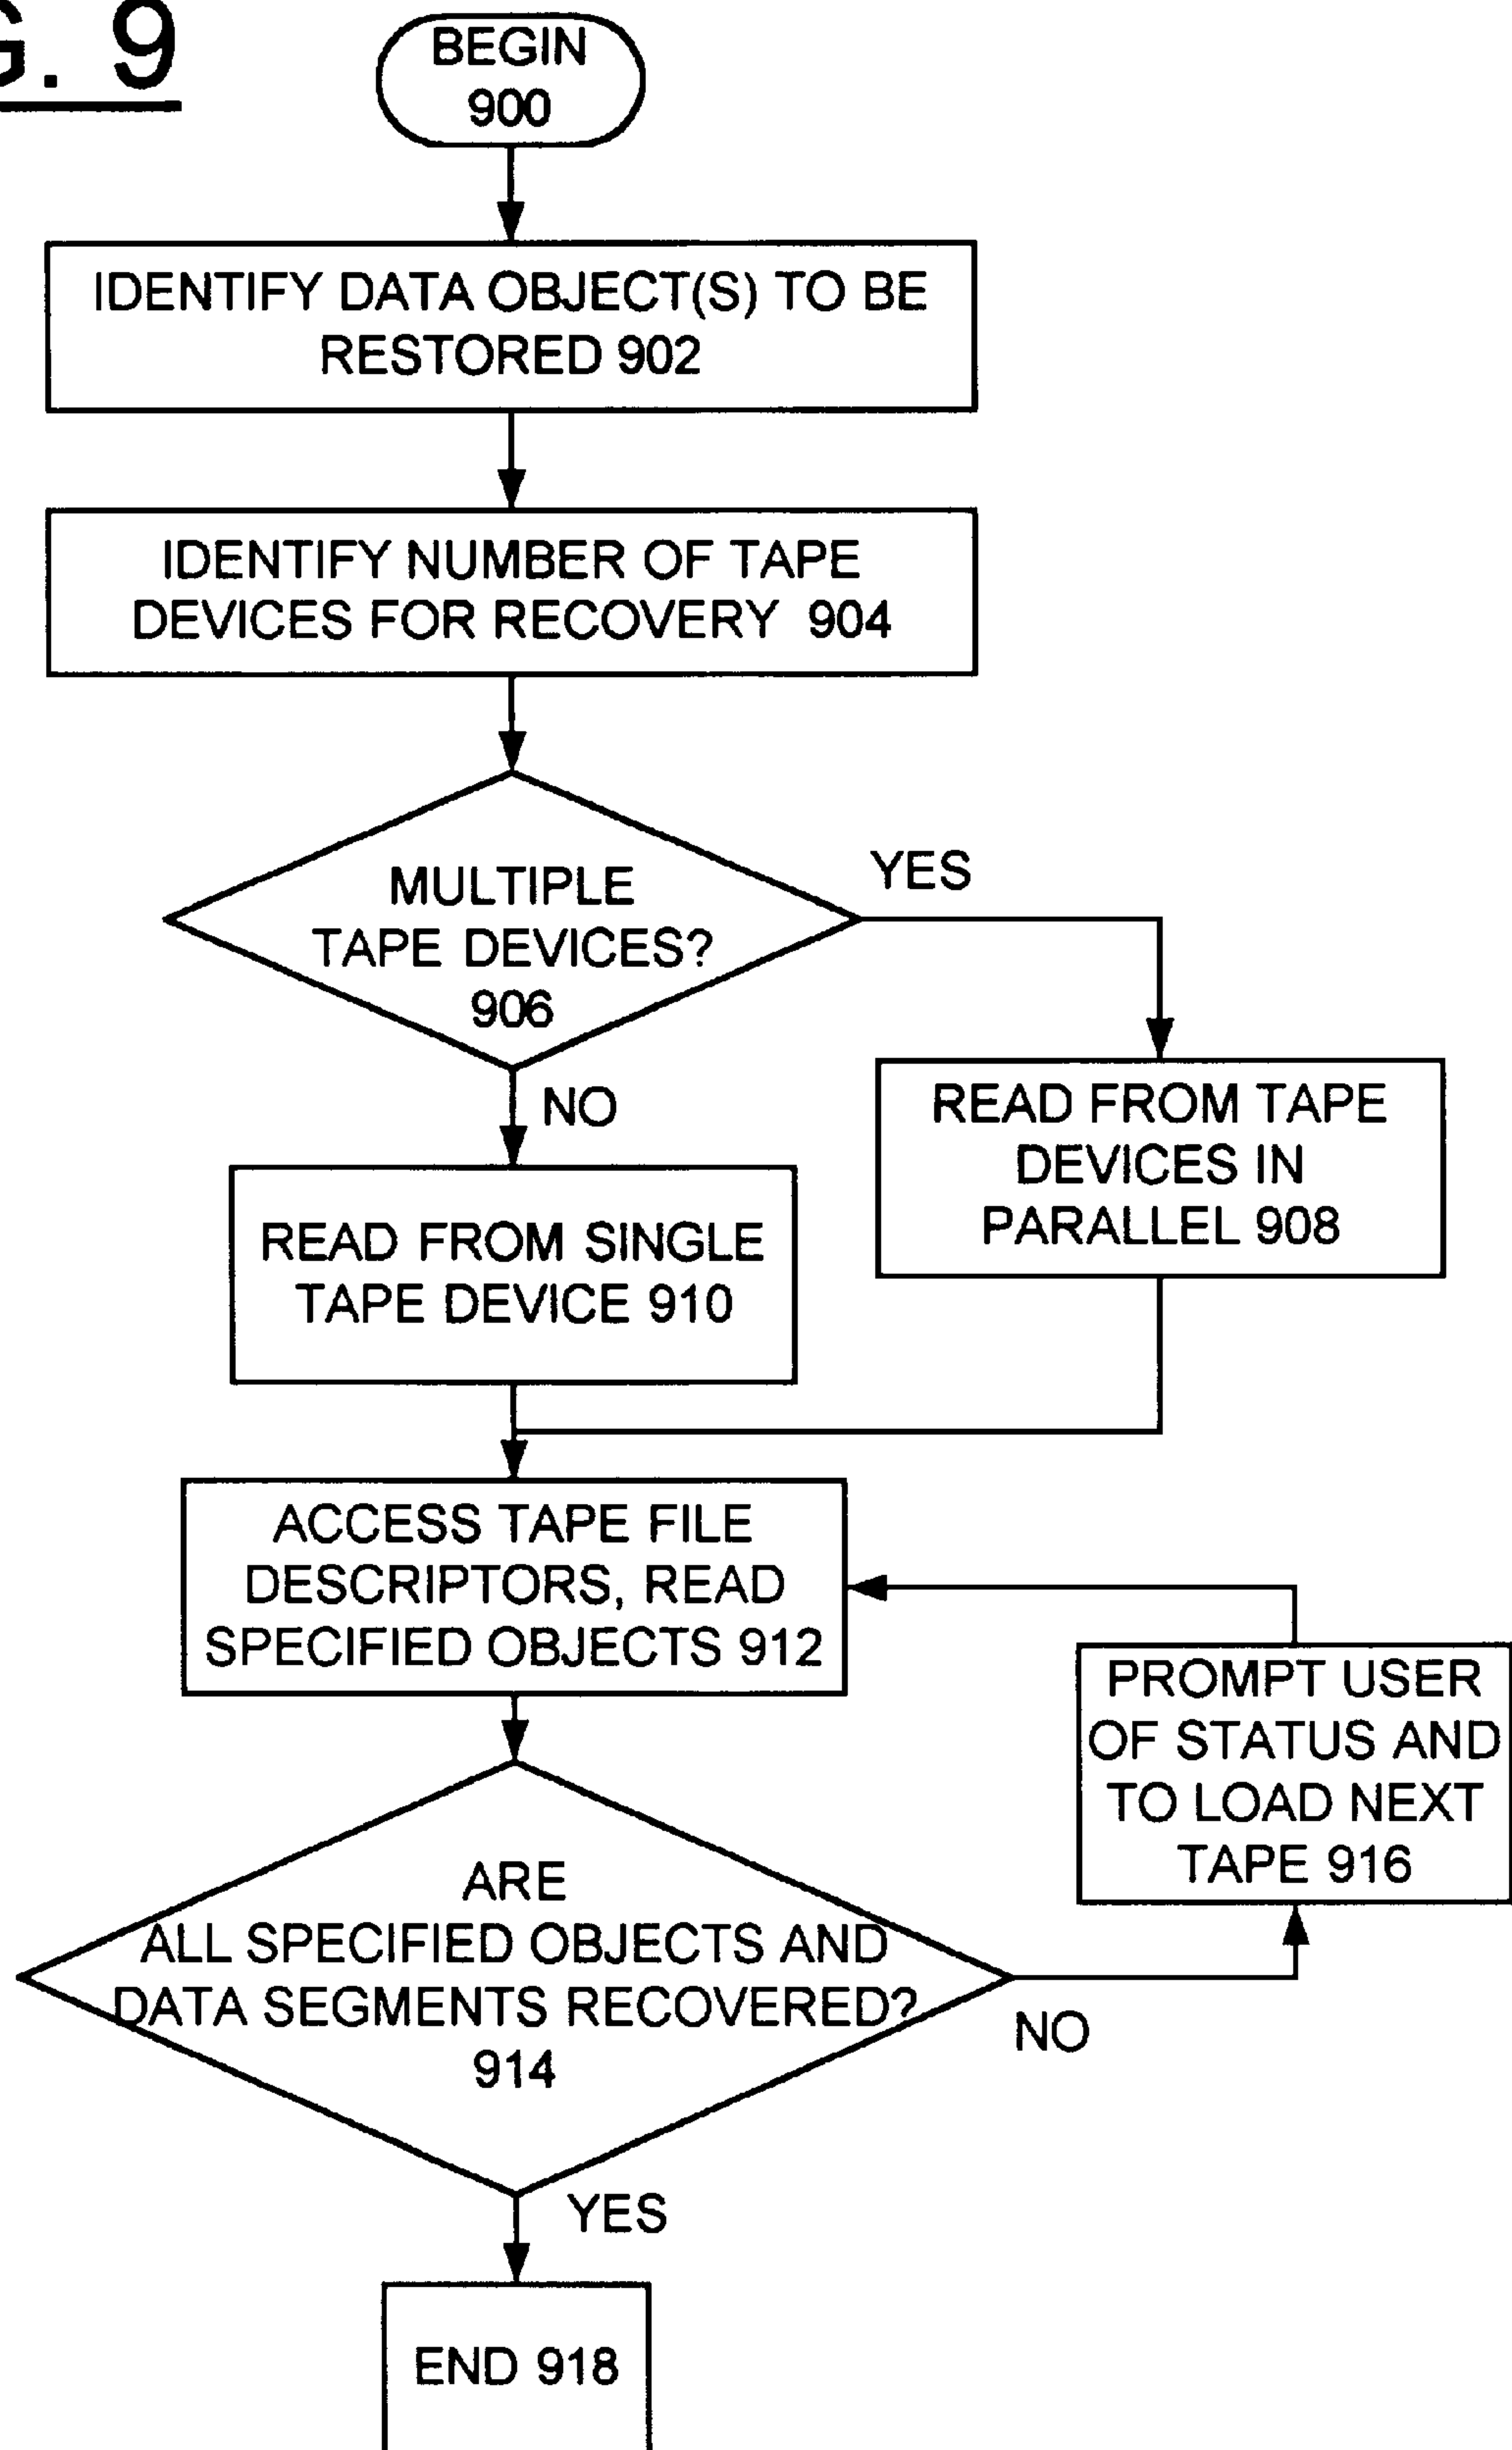 G. 9
BEGIN
900
IDENTIFY DATA OBJECT(S) TO BE
RESTORED 902
IDENTIFY NUMBER OF TAPE
DEVICES FOR RECOVERY 904
MULTIPLE
TAPE DEVICES?
906
YES
NO
READ FROM TAPE
DEVICES IN
PARALLEL 908
READ FROM SINGLE
TAPE DEVICE 910
ACCESS TAPE FILE
DESCRIPTORS, READ
SPECIFIED OBJECTS 912
PROMPT USER
OF STATUS AND
TO LOAD NEXT
TAPE 916
ARE
ALL SPECIFIED OBJECTS AND
DATA SEGMENTS RECOVERED?
914
NO
YES
END 918